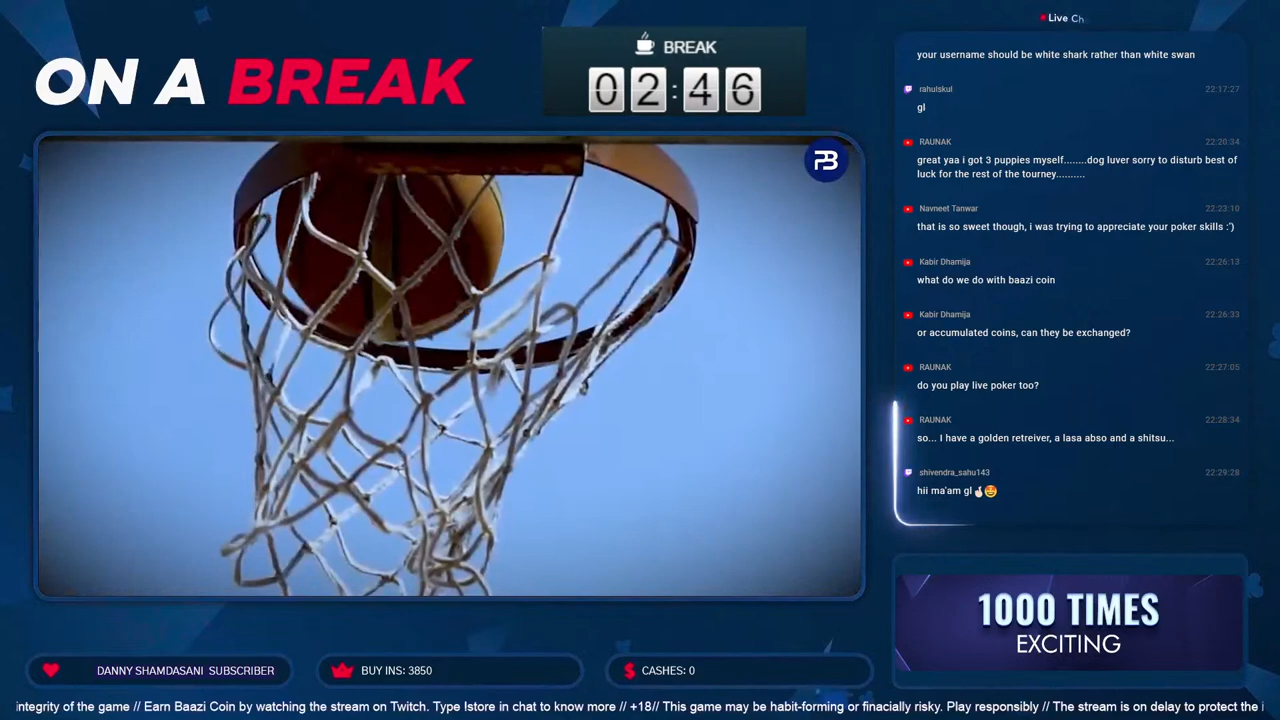 ON A BREAK
BREAK
02:46
PB
Live Ch
your username should be white shark rather than white swan
rahulskul 22:17:27
gl
RAUNAK 22:20:34
great yaa i got 3 puppies myself........dog luver sorry to disturb best of
luck for the rest of the tourney..........
Navneet Tanwar 22:23:10
that is so sweet though, i was trying to appreciate your poker skills :')
Kabir Dhamija 22:26:13
what do we do with baazi coin
Kabir Dhamija 22:26:33
or accumulated coins, can they be exchanged?
RAUNAK 22:27:05
do you play live poker too?
RAUNAK 22:28:34
so... I have a golden retreiver, a lasa abso and a shitsu...
shivendra_sahu143 22:29:28
hii ma'am gl🤞🏻🤩
1000 TIMES
EXCITING
DANNY SHAMDASANI SUBSCRIBER
BUY INS: 3850
CASHES: 0
integrity of the game // Earn Baazi Coin by watching the stream on Twitch. Type !store in chat to know more // +18// This game may be habit-forming or finacially risky. Play responsibly // The stream is on delay to protect the i